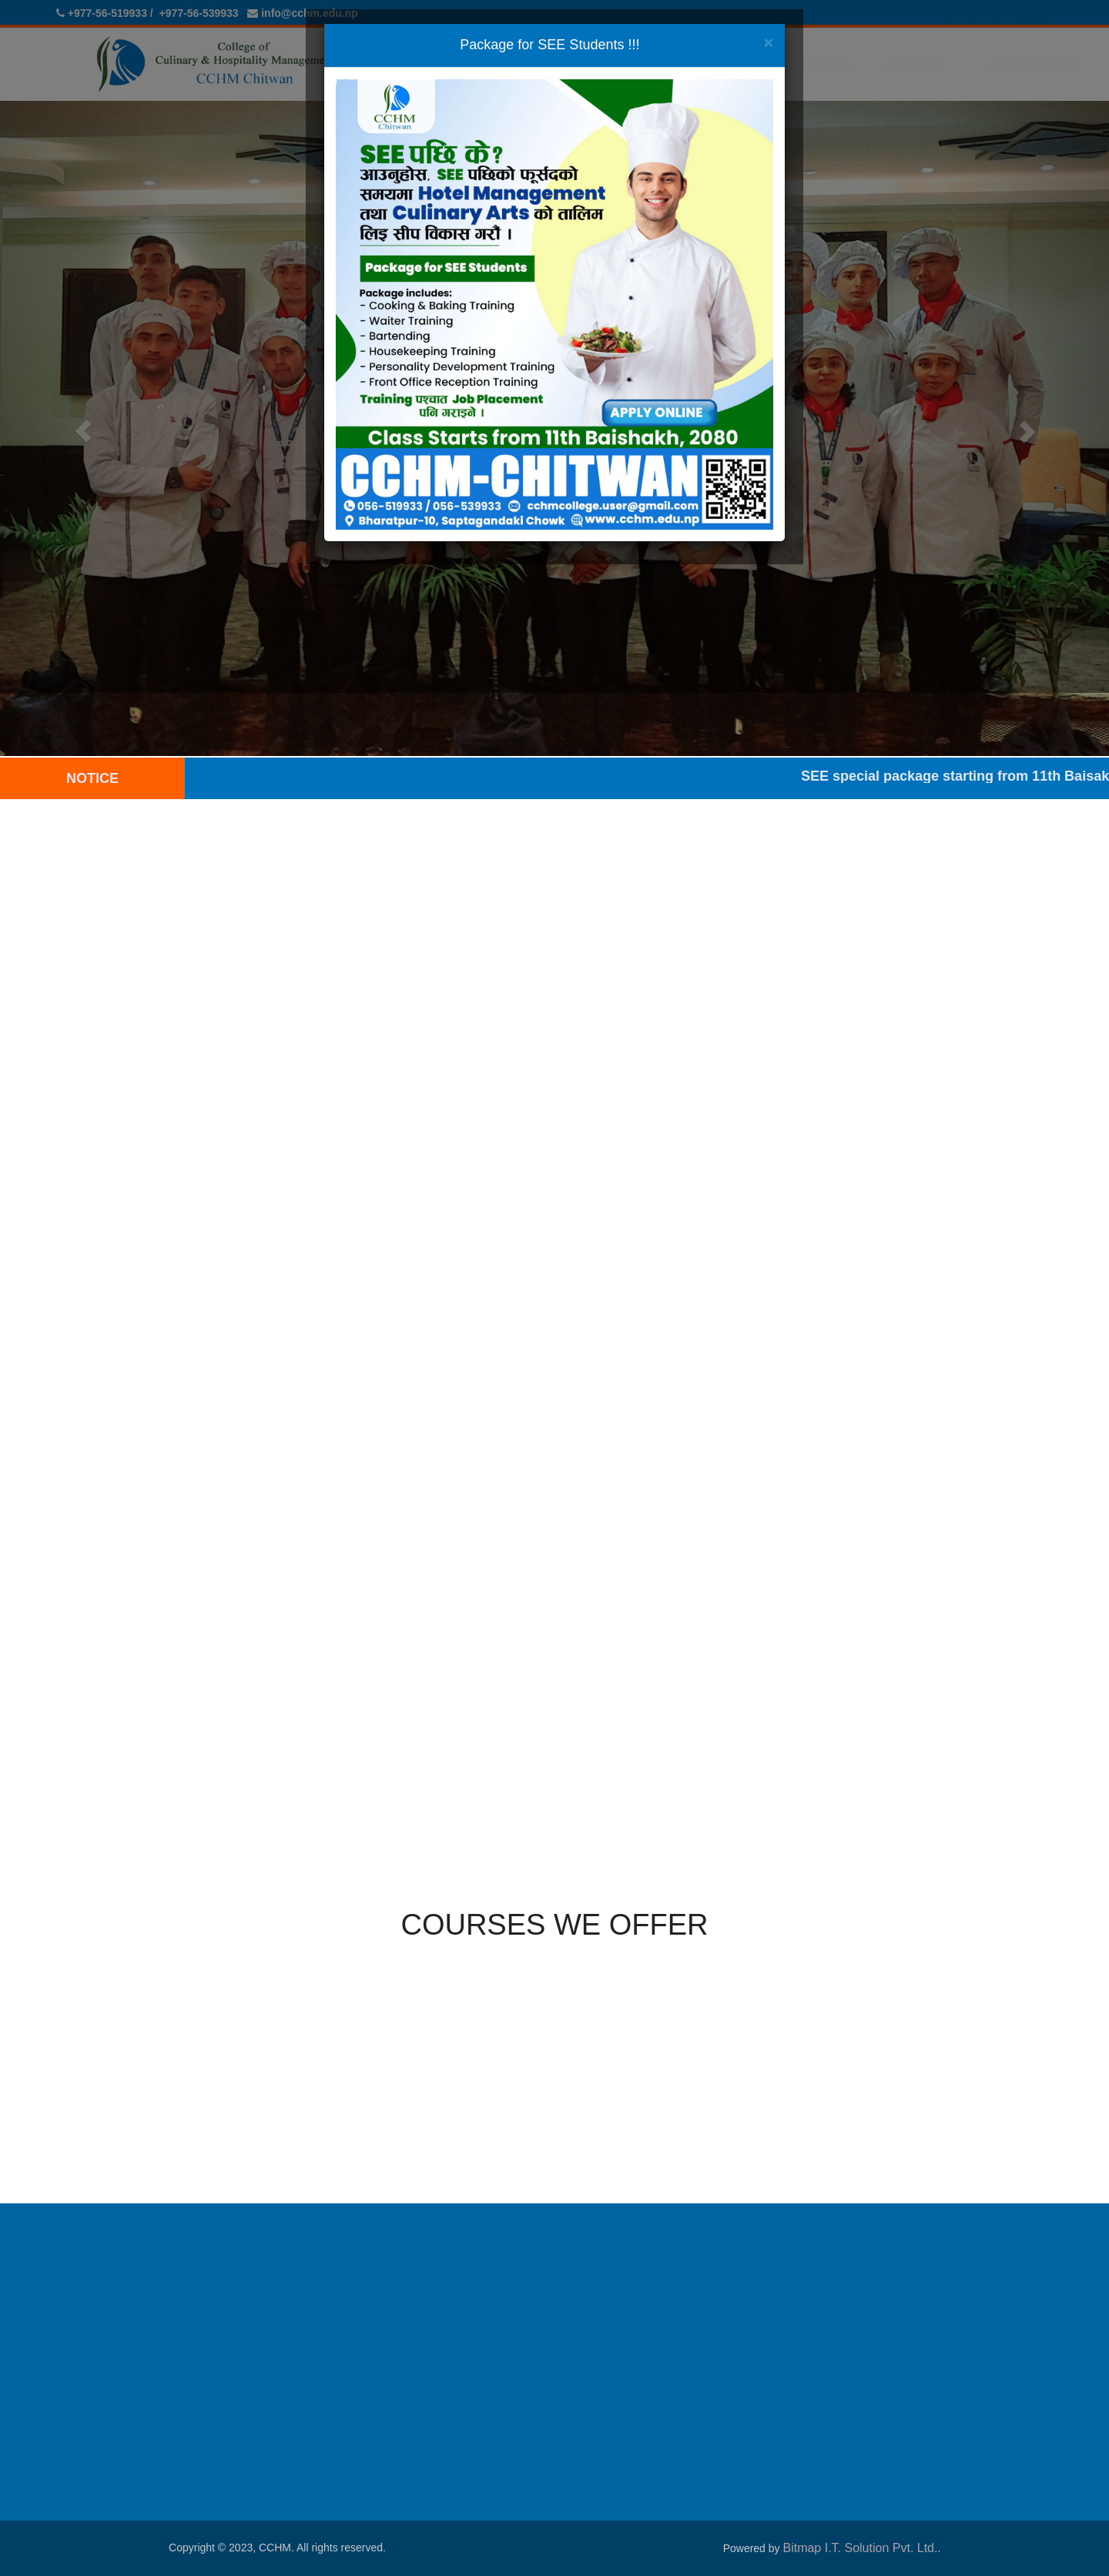 +977-56-519933 / +977-56-539933 info@cchm.edu.np
College of
Culinary & Hospitality Manageme
CCHM Chitwan
Package for SEE Students !!!
×
CCHM
Chitwan
SEE पछि के?
आउनुहोस, SEE पछिको फूर्सदको
समयमा Hotel Management
तथा Culinary Arts को तालिम
लिइ सीप विकास गरौं ।
Package for SEE Students
Package includes:
- Cooking & Baking Training
- Waiter Training
- Bartending
- Housekeeping Training
- Personality Development Training
- Front Office Reception Training
Training पश्चात Job Placement
पनि गराइने ।
APPLY ONLINE
Class Starts from 11th Baishakh, 2080
CCHM-CHITWAN
056-519933 / 056-539933 cchmcollege.user@gmail.com
Bharatpur-10, Saptagandaki Chowk www.cchm.edu.np
NOTICE
SEE special package starting from 11th Baisak
COURSES WE OFFER
Copyright © 2023, CCHM. All rights reserved.
Powered by Bitmap I.T. Solution Pvt. Ltd..